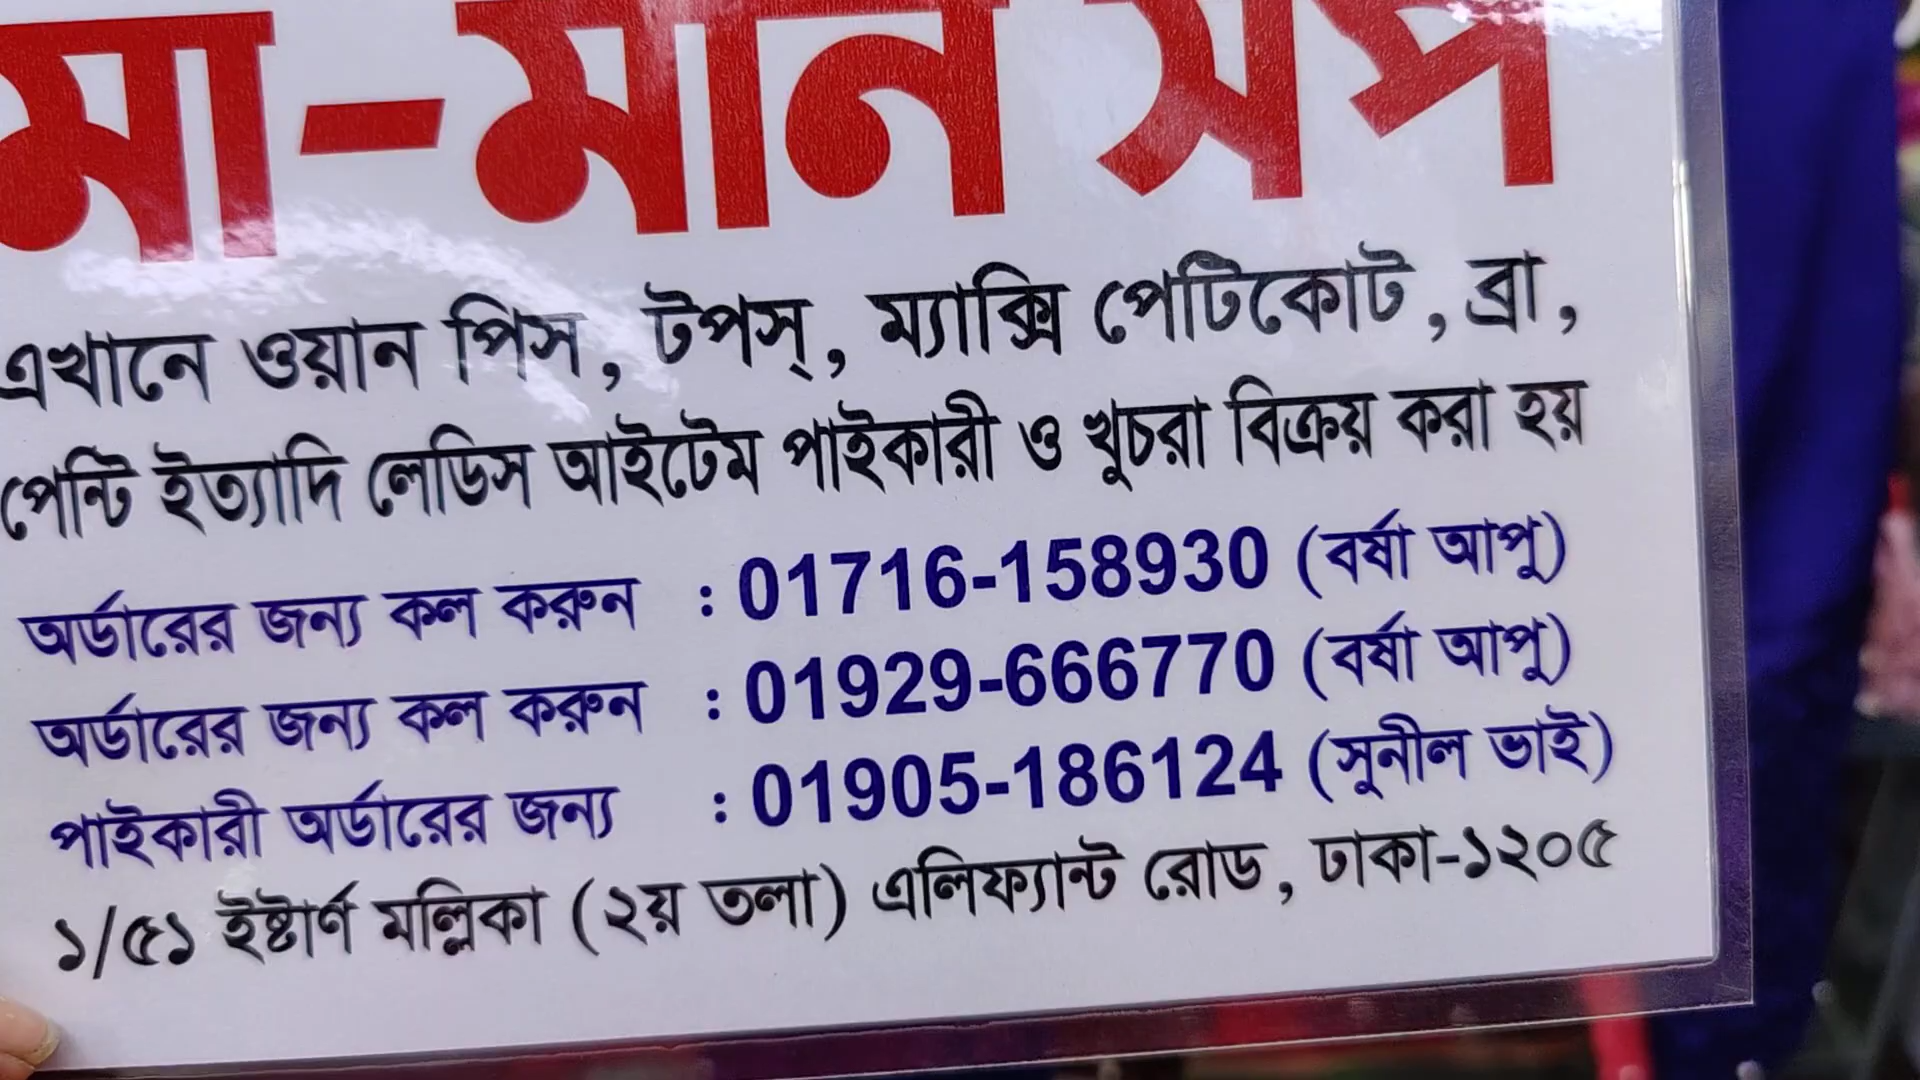 মা-মান সপ
এখানে ওয়ান পিস, টপস্, ম্যাক্সি পেটিকোট, ব্রা,
পেন্টি ইত্যাদি লেডিস আইটেম পাইকারী ও খুচরা বিক্রয় করা হয়
অর্ডারের জন্য কল করুন : 01716-158930 (বর্ষা আপু)
অর্ডারের জন্য কল করুন : 01929-666770 (বর্ষা আপু)
পাইকারী অর্ডারের জন্য : 01905-186124 (সুনীল ভাই)
১/৫১ ইষ্টার্ণ মল্লিকা (২য় তলা) এলিফ্যান্ট রোড, ঢাকা-১২০৫